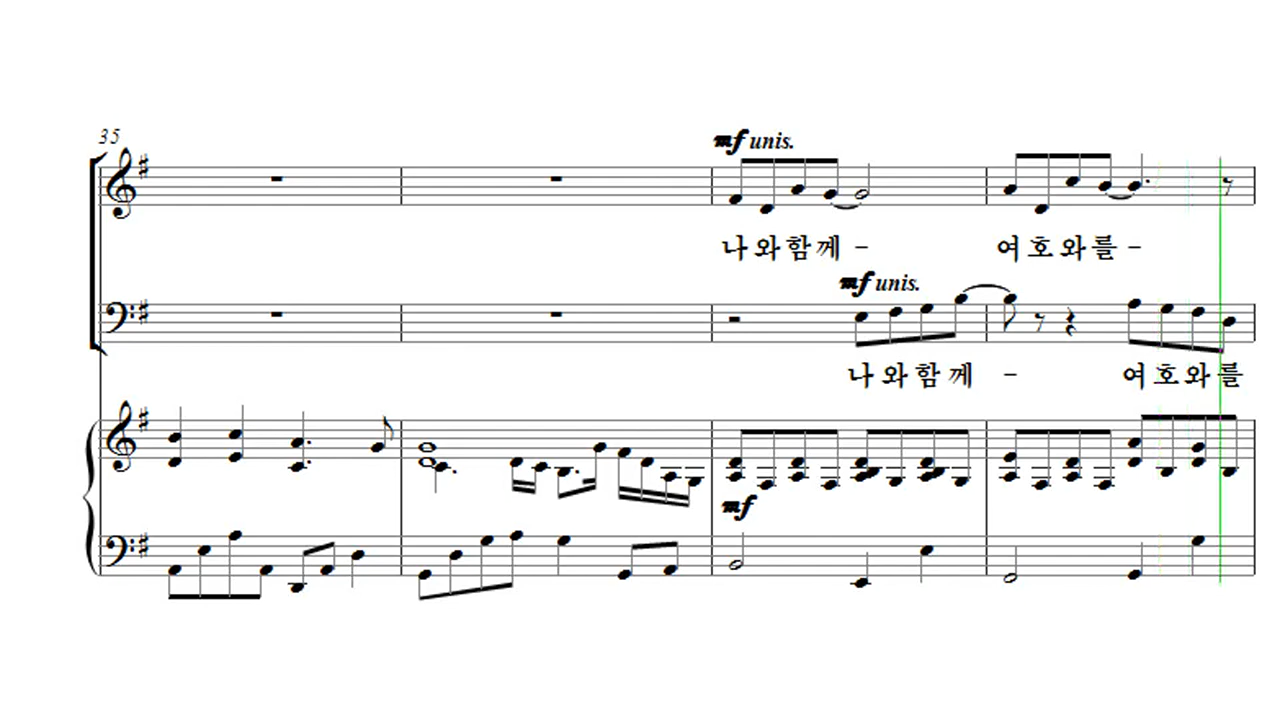 35
mf unis.
나와함께 -
여호와를 -
mf unis.
나와함께 -
여호와를
mf